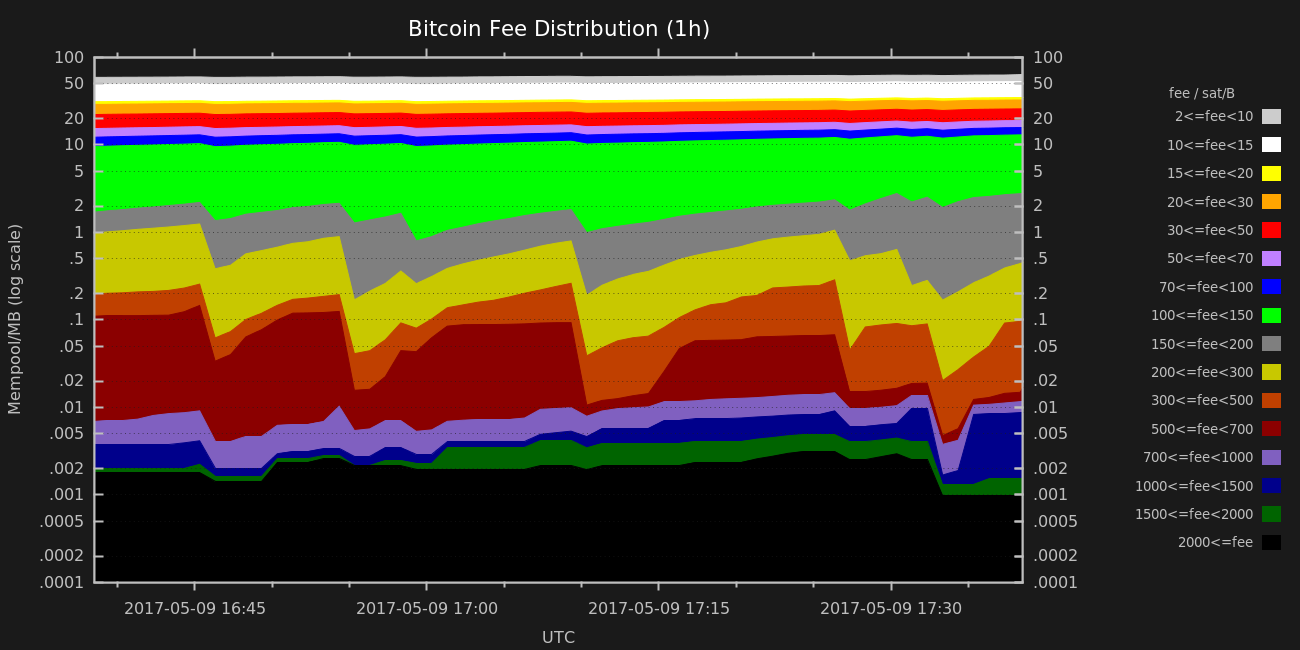 Bitcoin Fee Distribution (1h)
100
50
20
10
5
2
1
.5
.2
.1
.05
.02
.01
.005
.002
.001
.0005
.0002
.0001
Mempool/MB (log scale)
100
50
20
10
5
2
1
.5
.2
.1
.05
.02
.01
.005
.002
.001
.0005
.0002
.0001
2017-05-09 16:45
2017-05-09 17:00
2017-05-09 17:15
2017-05-09 17:30
UTC
fee / sat/B
2<=fee<10
10<=fee<15
15<=fee<20
20<=fee<30
30<=fee<50
50<=fee<70
70<=fee<100
100<=fee<150
150<=fee<200
200<=fee<300
300<=fee<500
500<=fee<700
700<=fee<1000
1000<=fee<1500
1500<=fee<2000
2000<=fee